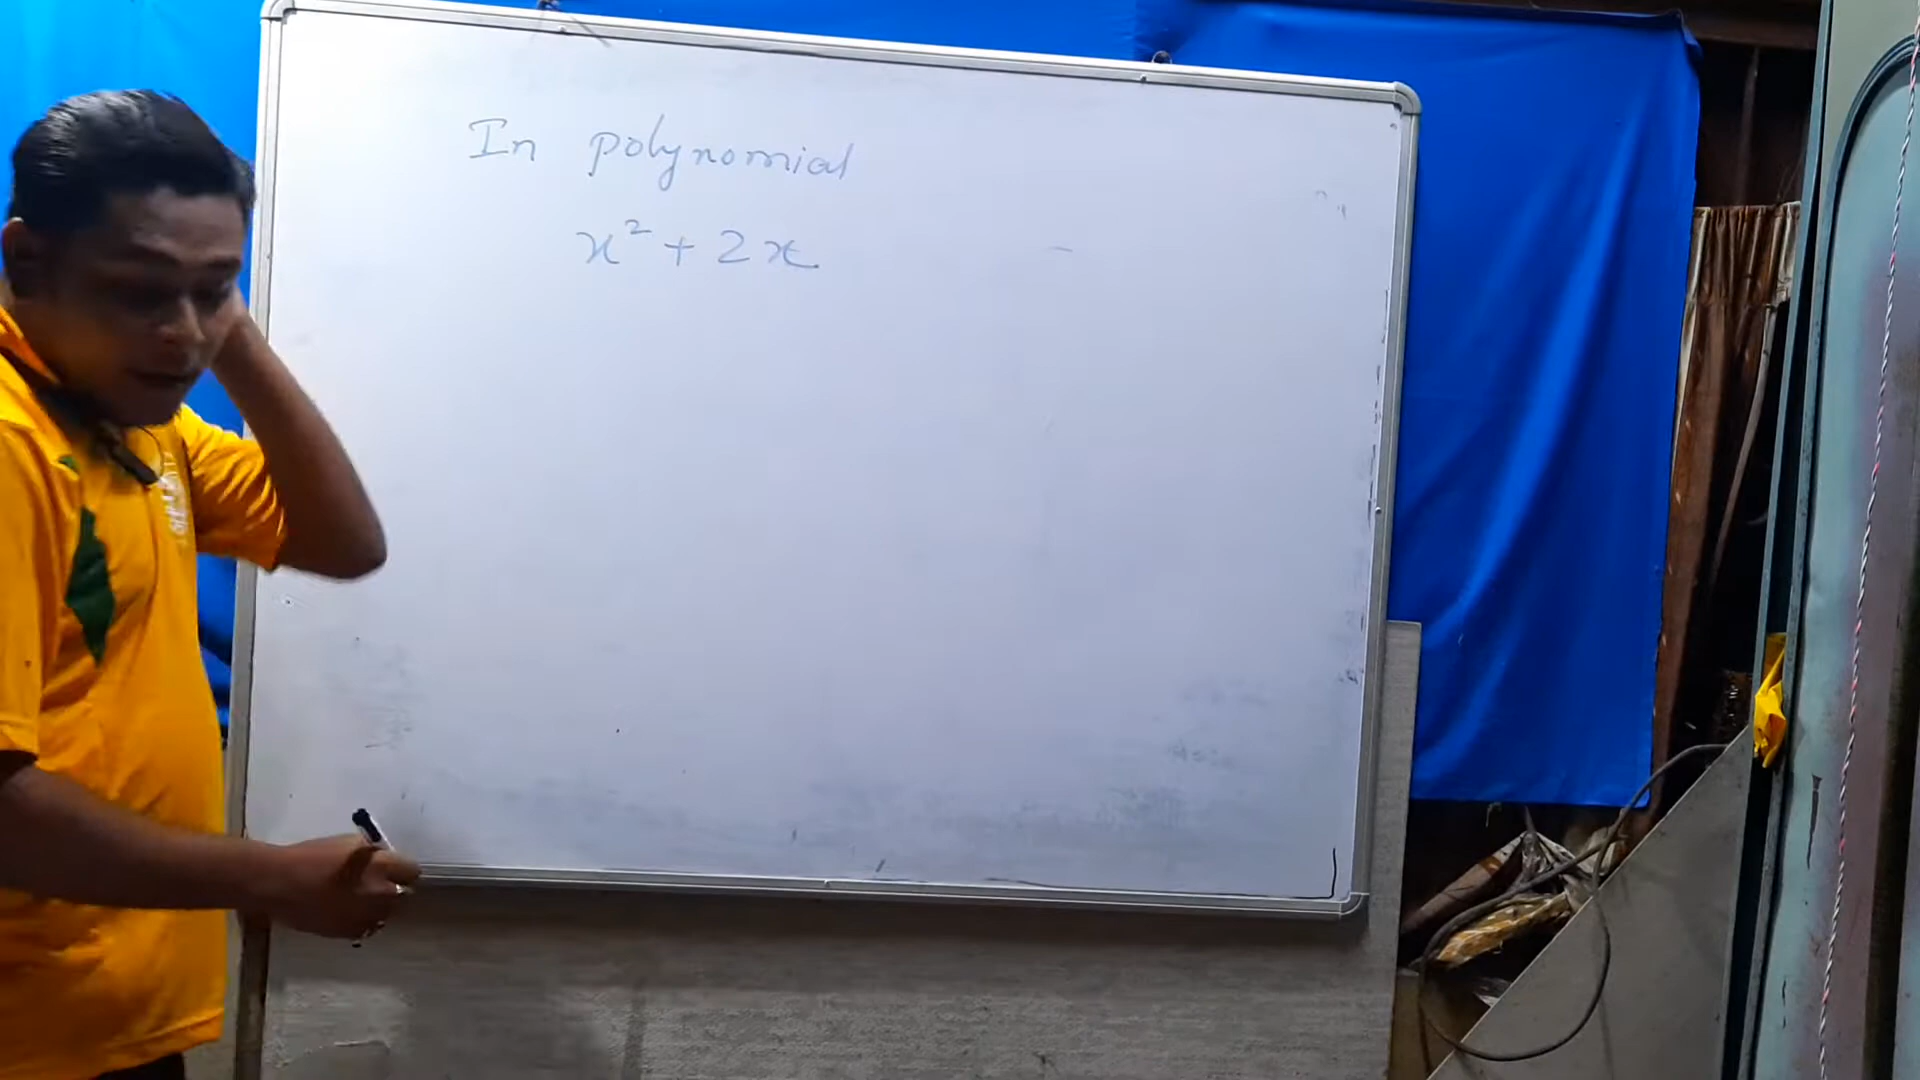 In polynomial
x² + 2x